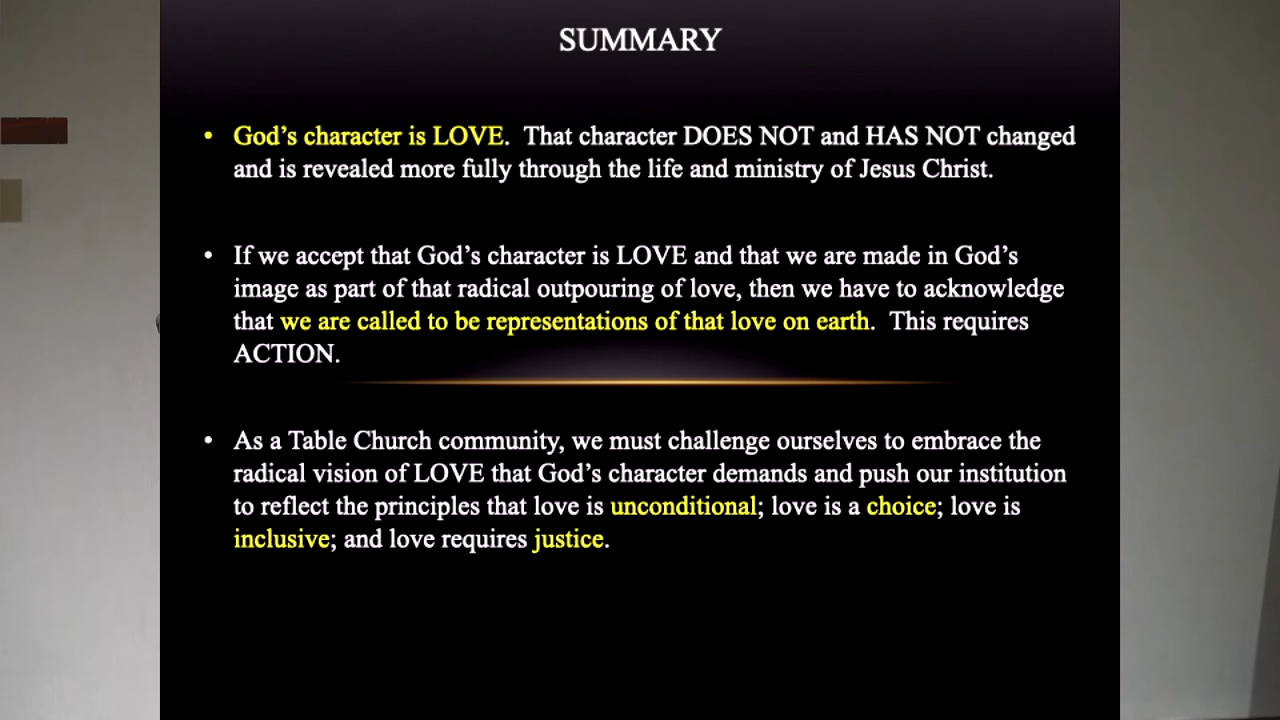 SUMMARY
• God’s character is LOVE.  That character DOES NOT and HAS NOT changed
and is revealed more fully through the life and ministry of Jesus Christ.
• If we accept that God’s character is LOVE and that we are made in God’s
image as part of that radical outpouring of love, then we have to acknowledge
that we are called to be representations of that love on earth.  This requires
ACTION.
• As a Table Church community, we must challenge ourselves to embrace the
radical vision of LOVE that God’s character demands and push our institution
to reflect the principles that love is unconditional; love is a choice; love is
inclusive; and love requires justice.